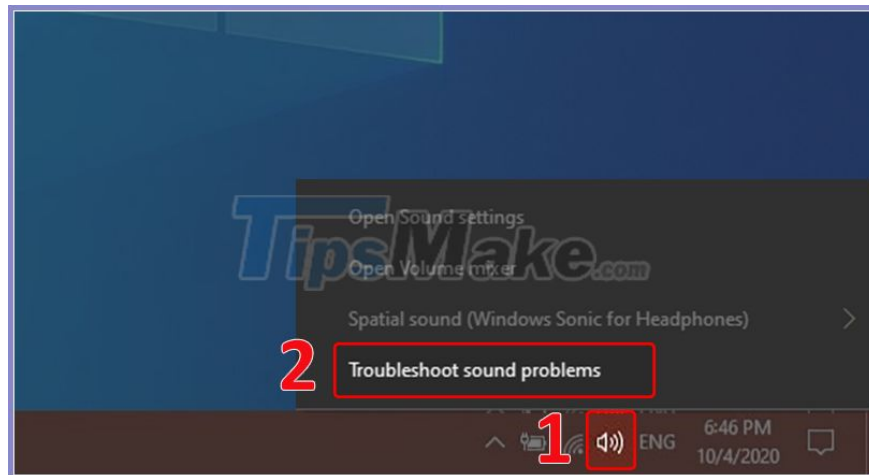 Open Sound settings
TipsMake.com
Open Volume mixer
Spatial sound (Windows Sonic for Headphones)
2 Troubleshoot sound problems
1 ENG 6:46 PM
10/4/2020